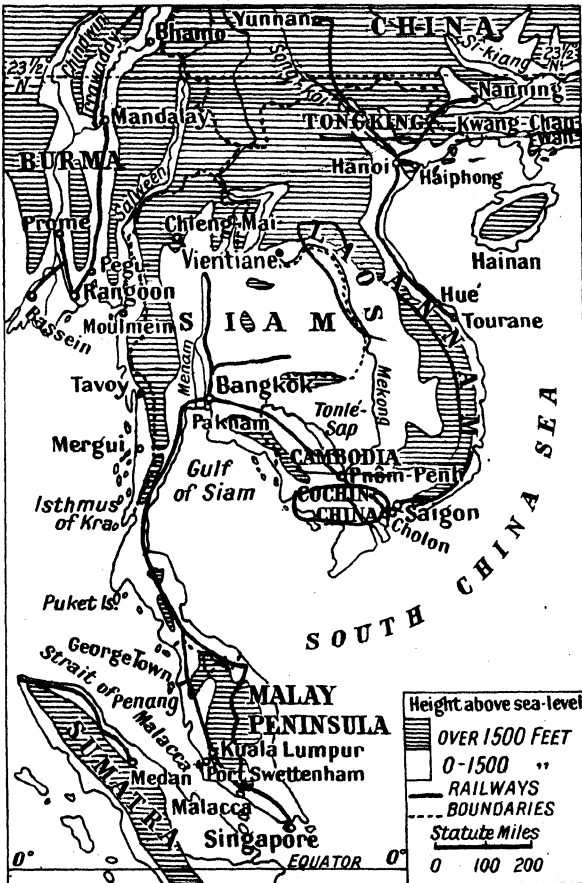 Yunnan
CHINA
Bhamo
Chindwin
Irrawaddy
Song-Koi
Si-kiang
23½°
N
23½°
N
Nanning
Mandalay
TONGKING
Kwang-Chan-
Wan
BURMA
Hanoi
Haiphong
Salween
Prome
Chieng-Mai
LAOS
Vientiane
Hainan
Pegu
Rangoon
Bassein
Moulmein
SIAM
Hué
Tourane
ANNAM
Menam
Mekong
Tavoy
Bangkok
Paknam
Tonlé-
Sap
Mergui
CAMBODIA
Pnôm-Penh
Gulf
of Siam
COCHIN-
CHINA
Saigon
Cholon
Isthmus
of Kra
SOUTH CHINA SEA
Puket Is.
George Town
Penang
Strait of Malacca
MALAY
PENINSULA
Kuala Lumpur
Port Swettenham
SUMATRA
Medan
Malacca
Singapore
0°
EQUATOR
0°
Height above sea-level
OVER 1500 FEET
0-1500 "
RAILWAYS
BOUNDARIES
Statute Miles
0 100 200